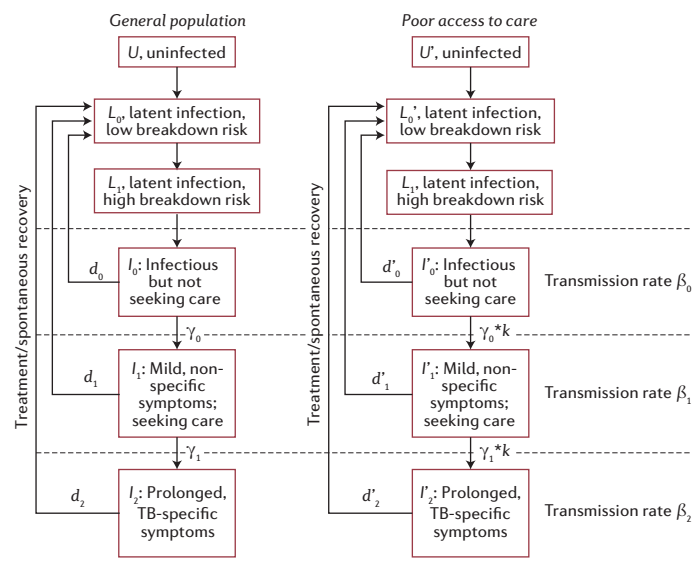 General population
U, uninfected
L₀, latent infection,
low breakdown risk
L₁, latent infection,
high breakdown risk
I₀: Infectious
but not
seeking care
I₁: Mild, non-
specific
symptoms;
seeking care
I₂: Prolonged,
TB-specific
symptoms
d₀
d₁
d₂
γ₀
γ₁
Treatment/spontaneous recovery
Poor access to care
U’, uninfected
L₀’, latent infection,
low breakdown risk
L₁, latent infection,
high breakdown risk
I’₀: Infectious
but not
seeking care
I’₁: Mild, non-
specific
symptoms;
seeking care
I’₂: Prolonged,
TB-specific
symptoms
d’₀
d’₁
d’₂
γ₀*k
γ₁*k
Treatment/spontaneous recovery
Transmission rate β₀
Transmission rate β₁
Transmission rate β₂